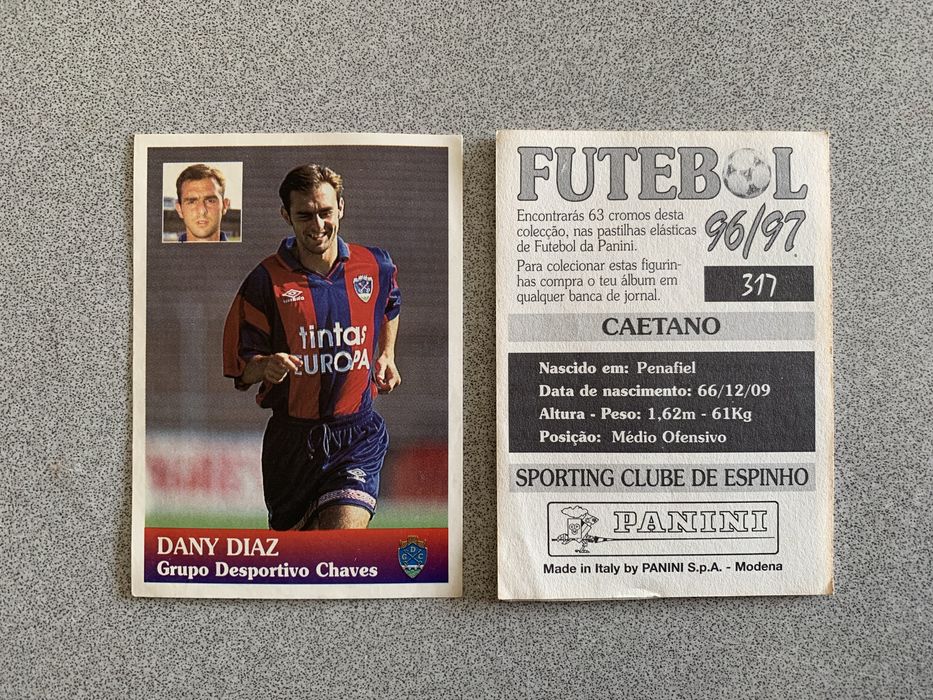 umbro
tintas
EUROPA
DANY DIAZ
Grupo Desportivo Chaves
GDC
FUTEBOL
96/97
Encontrarás 63 cromos desta
colecção, nas pastilhas elásticas
de Futebol da Panini.
Para colecionar estas figurin-
has compra o teu álbum em
qualquer banca de jornal.
317
CAETANO
Nascido em: Penafiel
Data de nascimento: 66/12/09
Altura - Peso: 1,62m - 61Kg
Posição: Médio Ofensivo
SPORTING CLUBE DE ESPINHO
PANINI
Made in Italy by PANINI S.p.A. - Modena